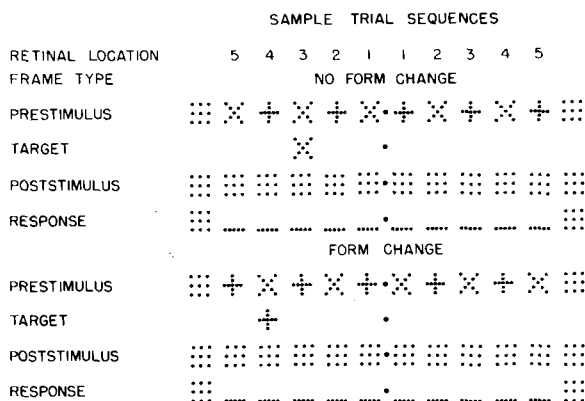 SAMPLE TRIAL SEQUENCES
RETINAL LOCATION 5 4 3 2 1 1 2 3 4 5
FRAME TYPE NO FORM CHANGE
PRESTIMULUS
TARGET
POSTSTIMULUS
RESPONSE
FORM CHANGE
PRESTIMULUS
TARGET
POSTSTIMULUS
RESPONSE